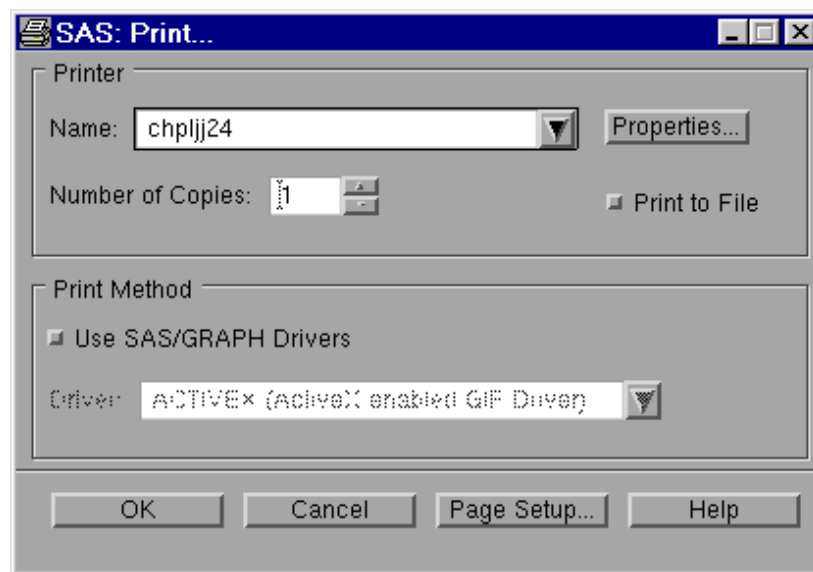 SAS: Print...
Printer
Name: chpljj24 Properties...
Number of Copies: 1 Print to File
Print Method
Use SAS/GRAPH Drivers
Driver: ACTIVEX (ActiveX enabled GIF Driver)
OK Cancel Page Setup... Help